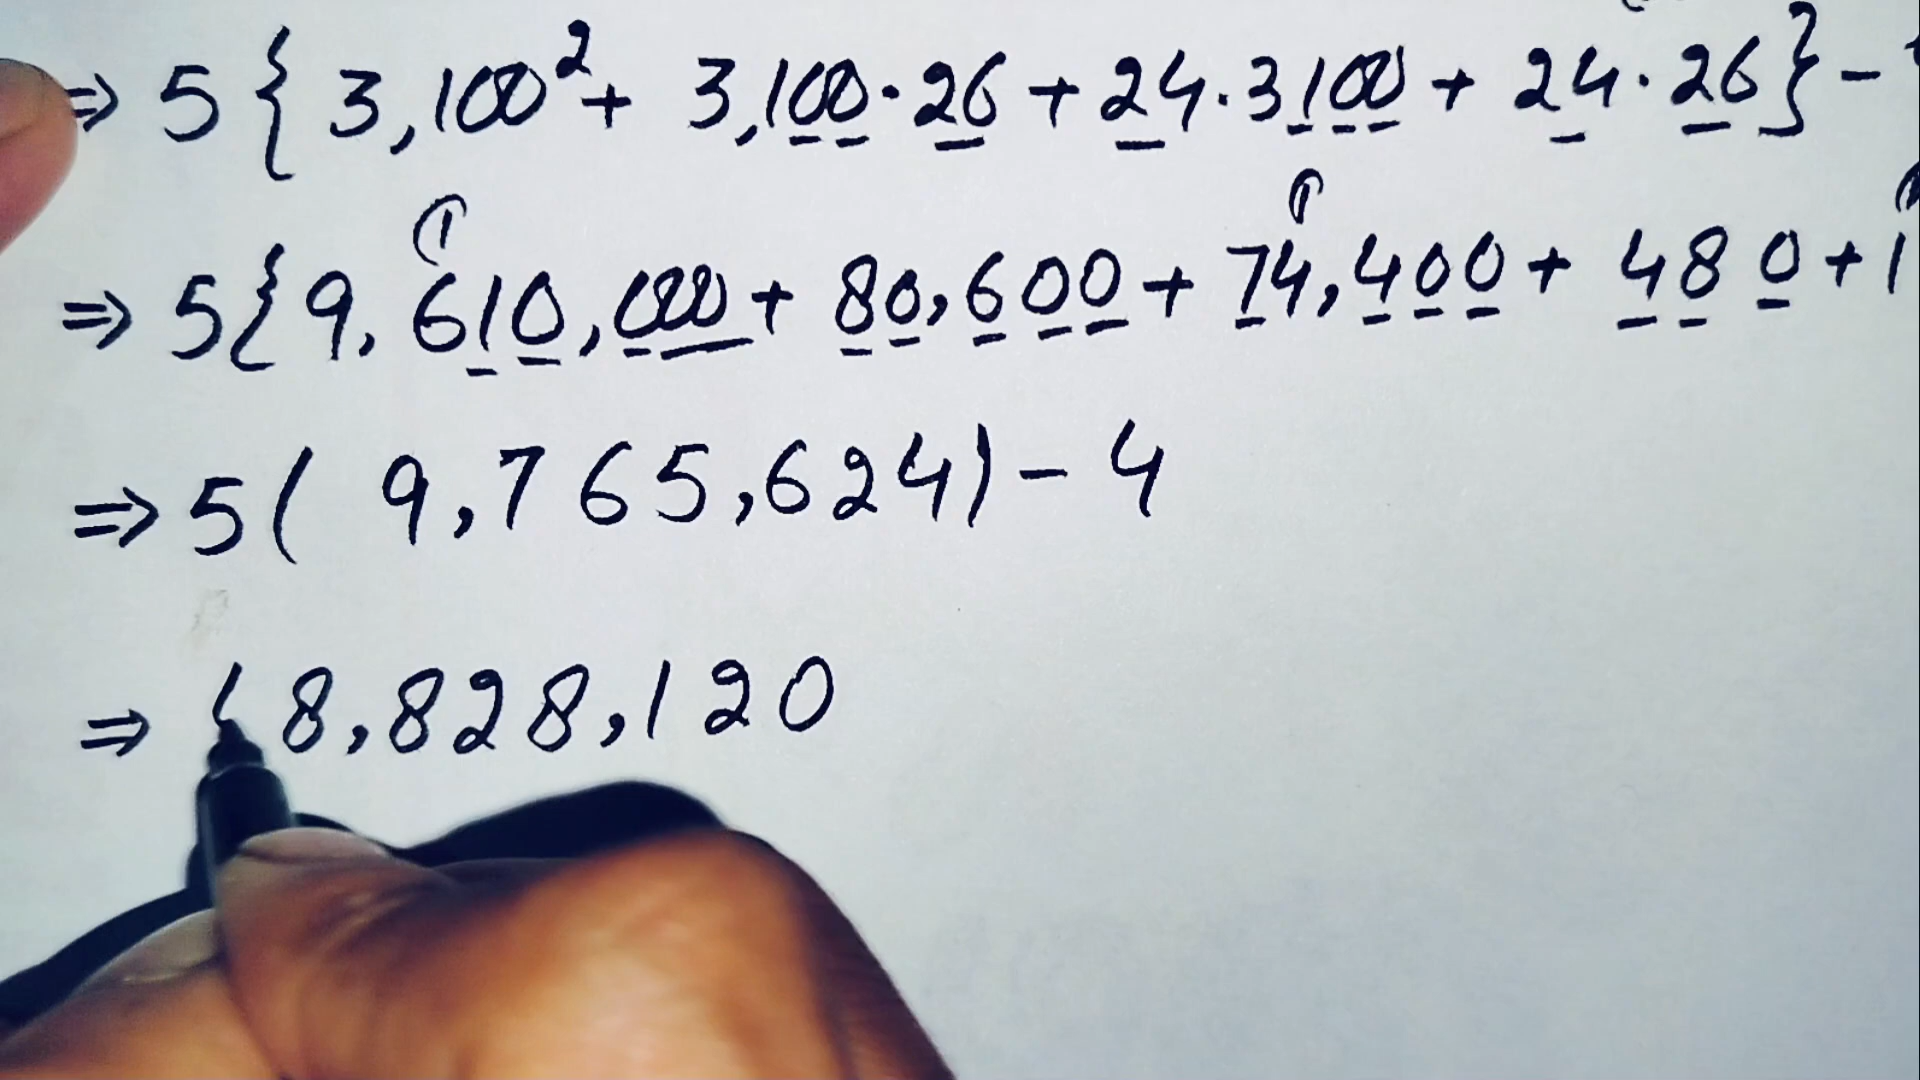 ⇒ 5{ 3,100² + 3,100·26 + 24·3100 + 24·26} -
⇒ 5{9,610,000 + 80,600 + 74,400 + 480 + 1
⇒ 5( 9,765,624) - 4
⇒ 8,828,120